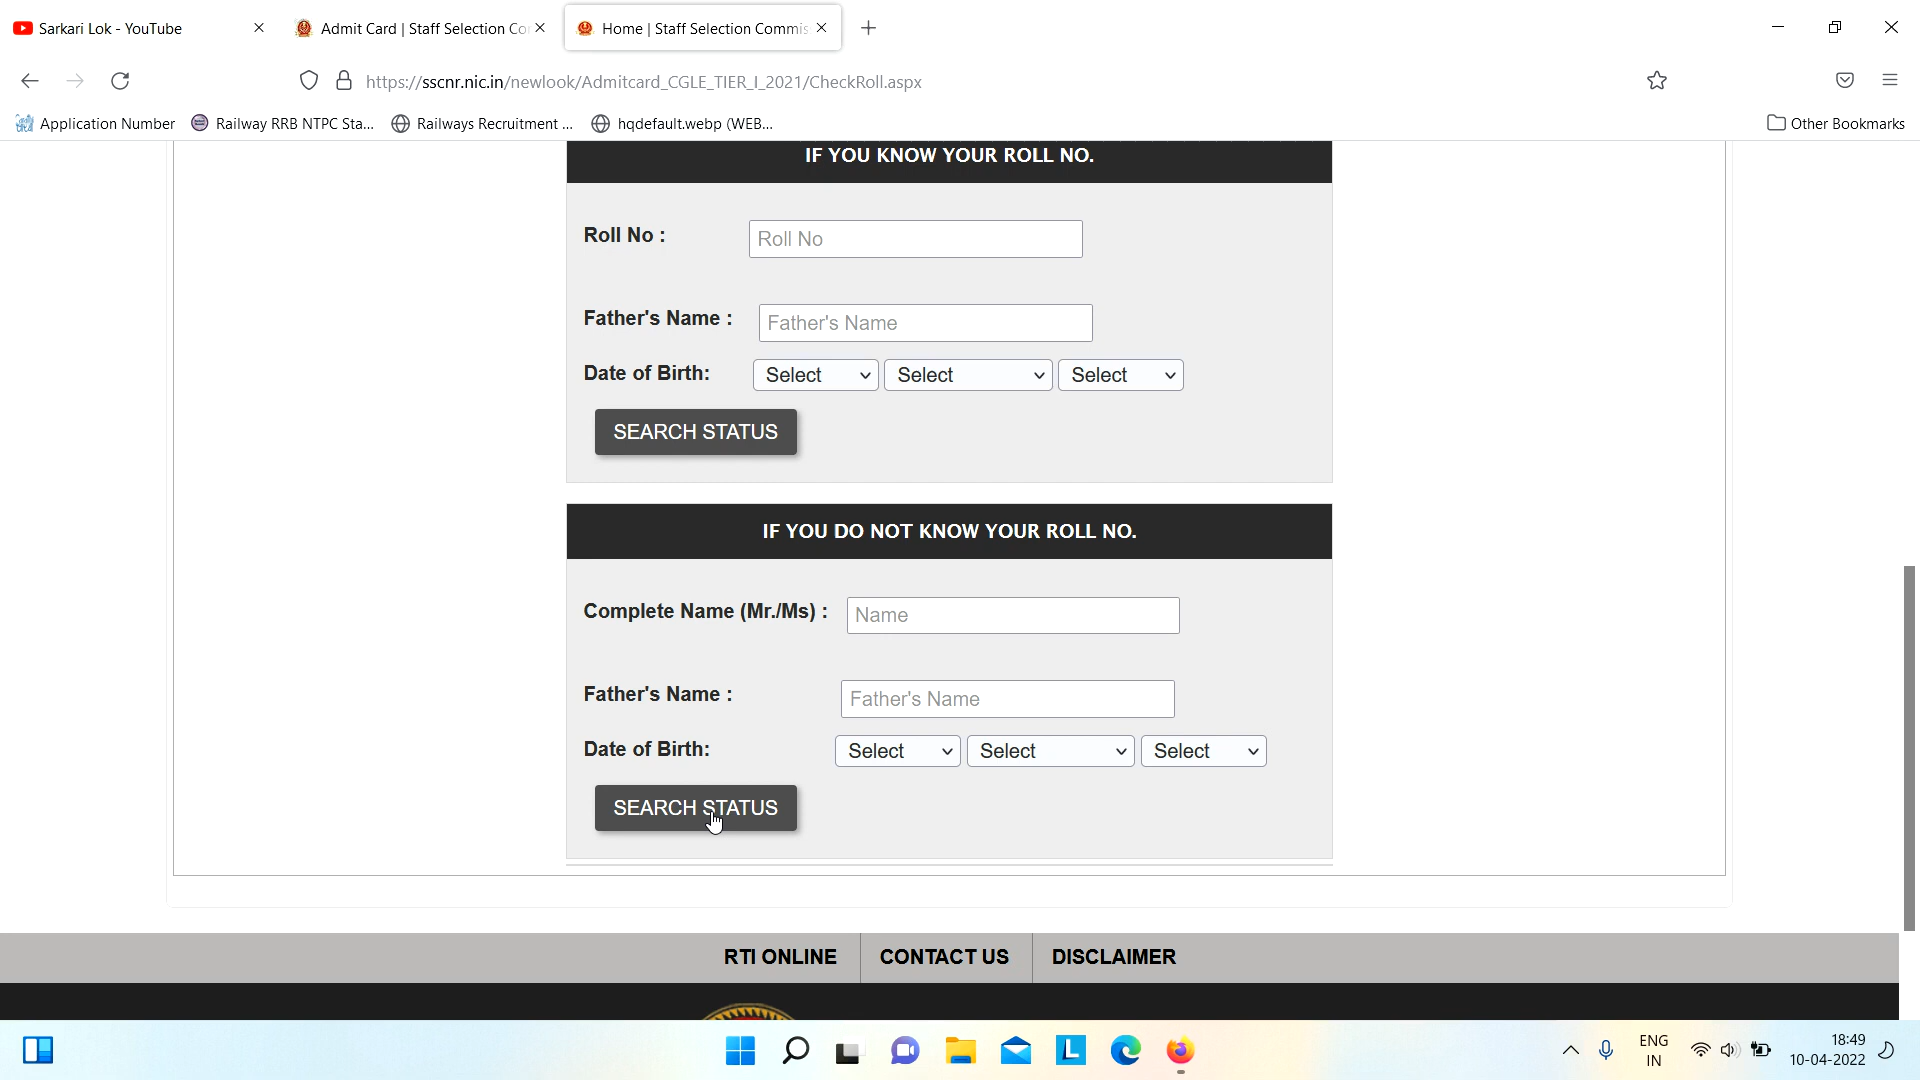 Sarkari Lok - YouTube
Admit Card | Staff Selection Co
Home | Staff Selection Commis
https://sscnr.nic.in/newlook/Admitcard_CGLE_TIER_I_2021/CheckRoll.aspx
Application Number
Railway RRB NTPC Sta...
Railways Recruitment ...
hqdefault.webp (WEB...
Other Bookmarks
IF YOU KNOW YOUR ROLL NO.
Roll No :
Roll No
Father's Name :
Father's Name
Date of Birth:
Select
Select
Select
SEARCH STATUS
IF YOU DO NOT KNOW YOUR ROLL NO.
Complete Name (Mr./Ms) :
Name
Father's Name :
Father's Name
Date of Birth:
Select
Select
Select
SEARCH STATUS
RTI ONLINE
CONTACT US
DISCLAIMER
L
ENG
IN
18:49
10-04-2022